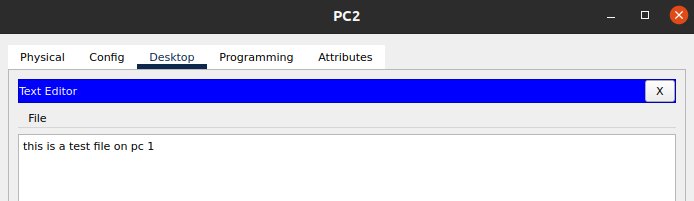 PC2
Physical Config Desktop Programming Attributes
Text Editor X
File
this is a test file on pc 1